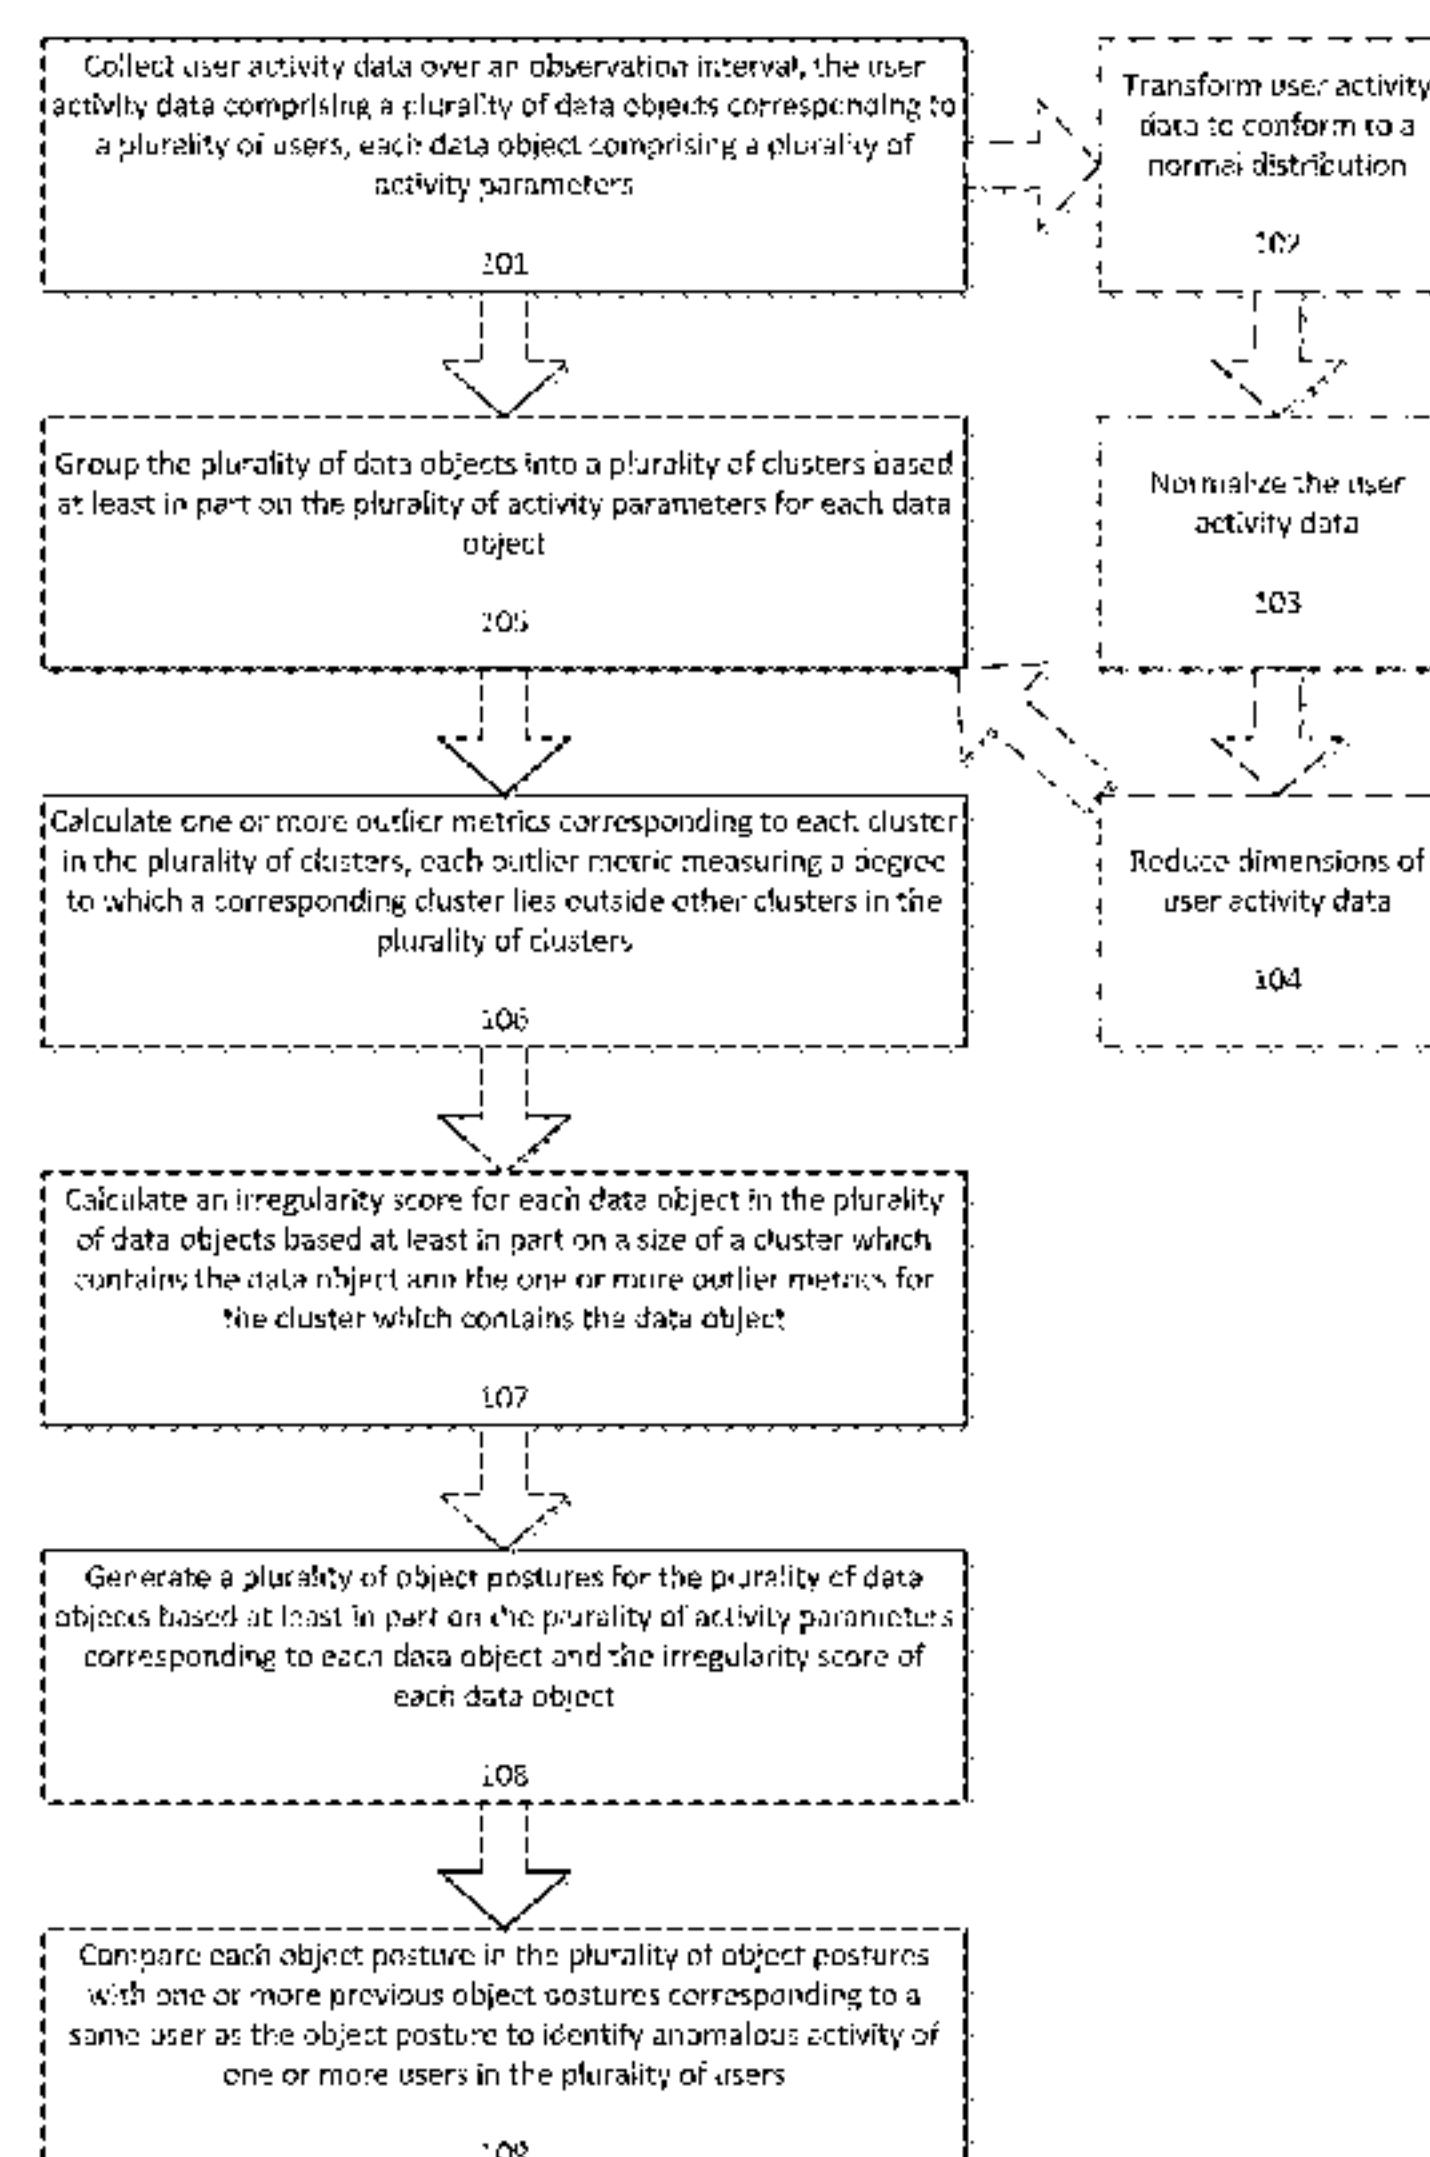 Collect user activity data over an observation interval, the user
activity data comprising a plurality of data objects corresponding to
a plurality of users, each data object comprising a plurality of
activity parameters
101
Transform user activity
data to conform to a
normal distribution
102
Group the plurality of data objects into a plurality of clusters based
at least in part on the plurality of activity parameters for each data
object
105
Normalize the user
activity data
103
Calculate one or more outlier metrics corresponding to each cluster
in the plurality of clusters, each outlier metric measuring a degree
to which a corresponding cluster lies outside other clusters in the
plurality of clusters
106
Reduce dimensions of
user activity data
104
Calculate an irregularity score for each data object in the plurality
of data objects based at least in part on a size of a cluster which
contains the data object and the one or more outlier metrics for
the cluster which contains the data object
107
Generate a plurality of object postures for the plurality of data
objects based at least in part on the plurality of activity parameters
corresponding to each data object and the irregularity score of
each data object
108
Compare each object posture in the plurality of object postures
with one or more previous object postures corresponding to a
same user as the object posture to identify anomalous activity of
one or more users in the plurality of users
109